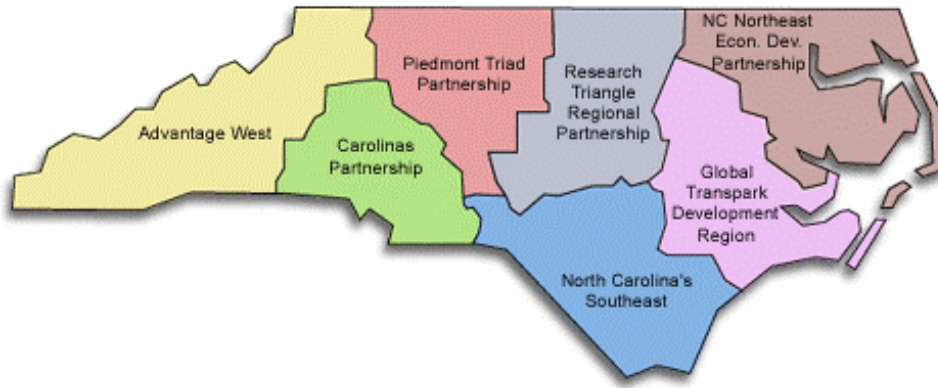 NC Northeast
Econ. Dev.
Partnership
Piedmont Triad
Partnership
Research
Triangle
Regional
Partnership
Advantage West
Carolinas
Partnership
Global
Transpark
Development
Region
North Carolina's
Southeast